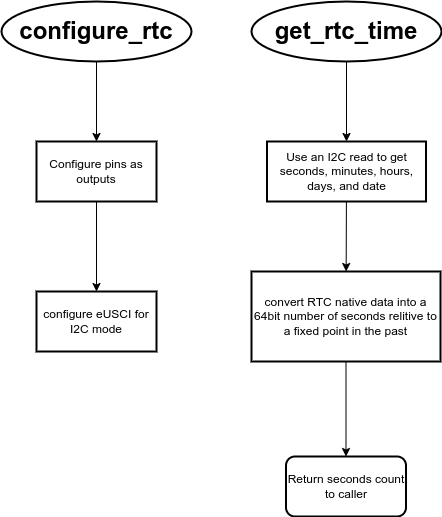 configure_rtc
Configure pins as
outputs
configure eUSCI for
I2C mode
get_rtc_time
Use an I2C read to get
seconds, minutes, hours,
days, and date
convert RTC native data into a
64bit number of seconds relitive to
a fixed point in the past
Return seconds count
to caller